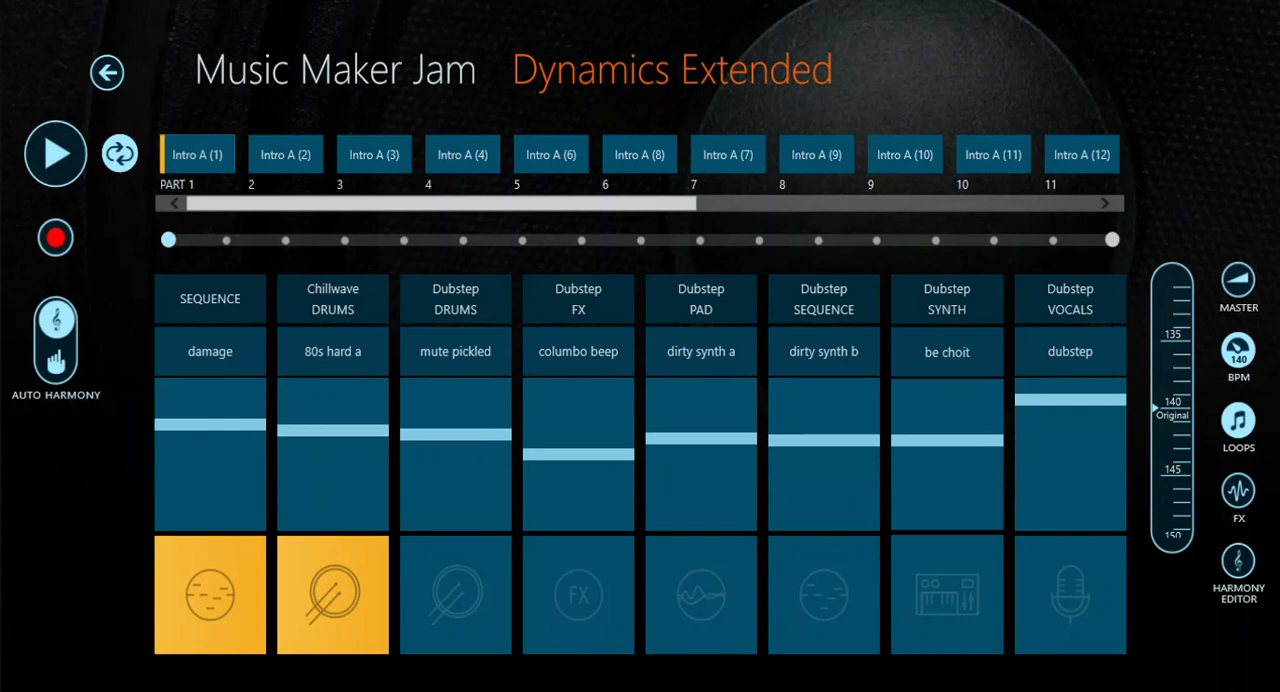 Music Maker Jam Dynamics Extended
Intro A (1) Intro A (2) Intro A (3) Intro A (4) Intro A (6) Intro A (8) Intro A (7) Intro A (9) Intro A (10) Intro A (11) Intro A (12)
PART 1 2 3 4 5 6 7 8 9 10 11
SEQUENCE
Chillwave
DRUMS
Dubstep
DRUMS
Dubstep
FX
Dubstep
PAD
Dubstep
SEQUENCE
Dubstep
SYNTH
Dubstep
VOCALS
damage 80s hard a mute pickled columbo beep dirty synth a dirty synth b be choit dubstep
AUTO HARMONY
FX
135
140
Original
145
150
MASTER
140
BPM
LOOPS
FX
HARMONY
EDITOR